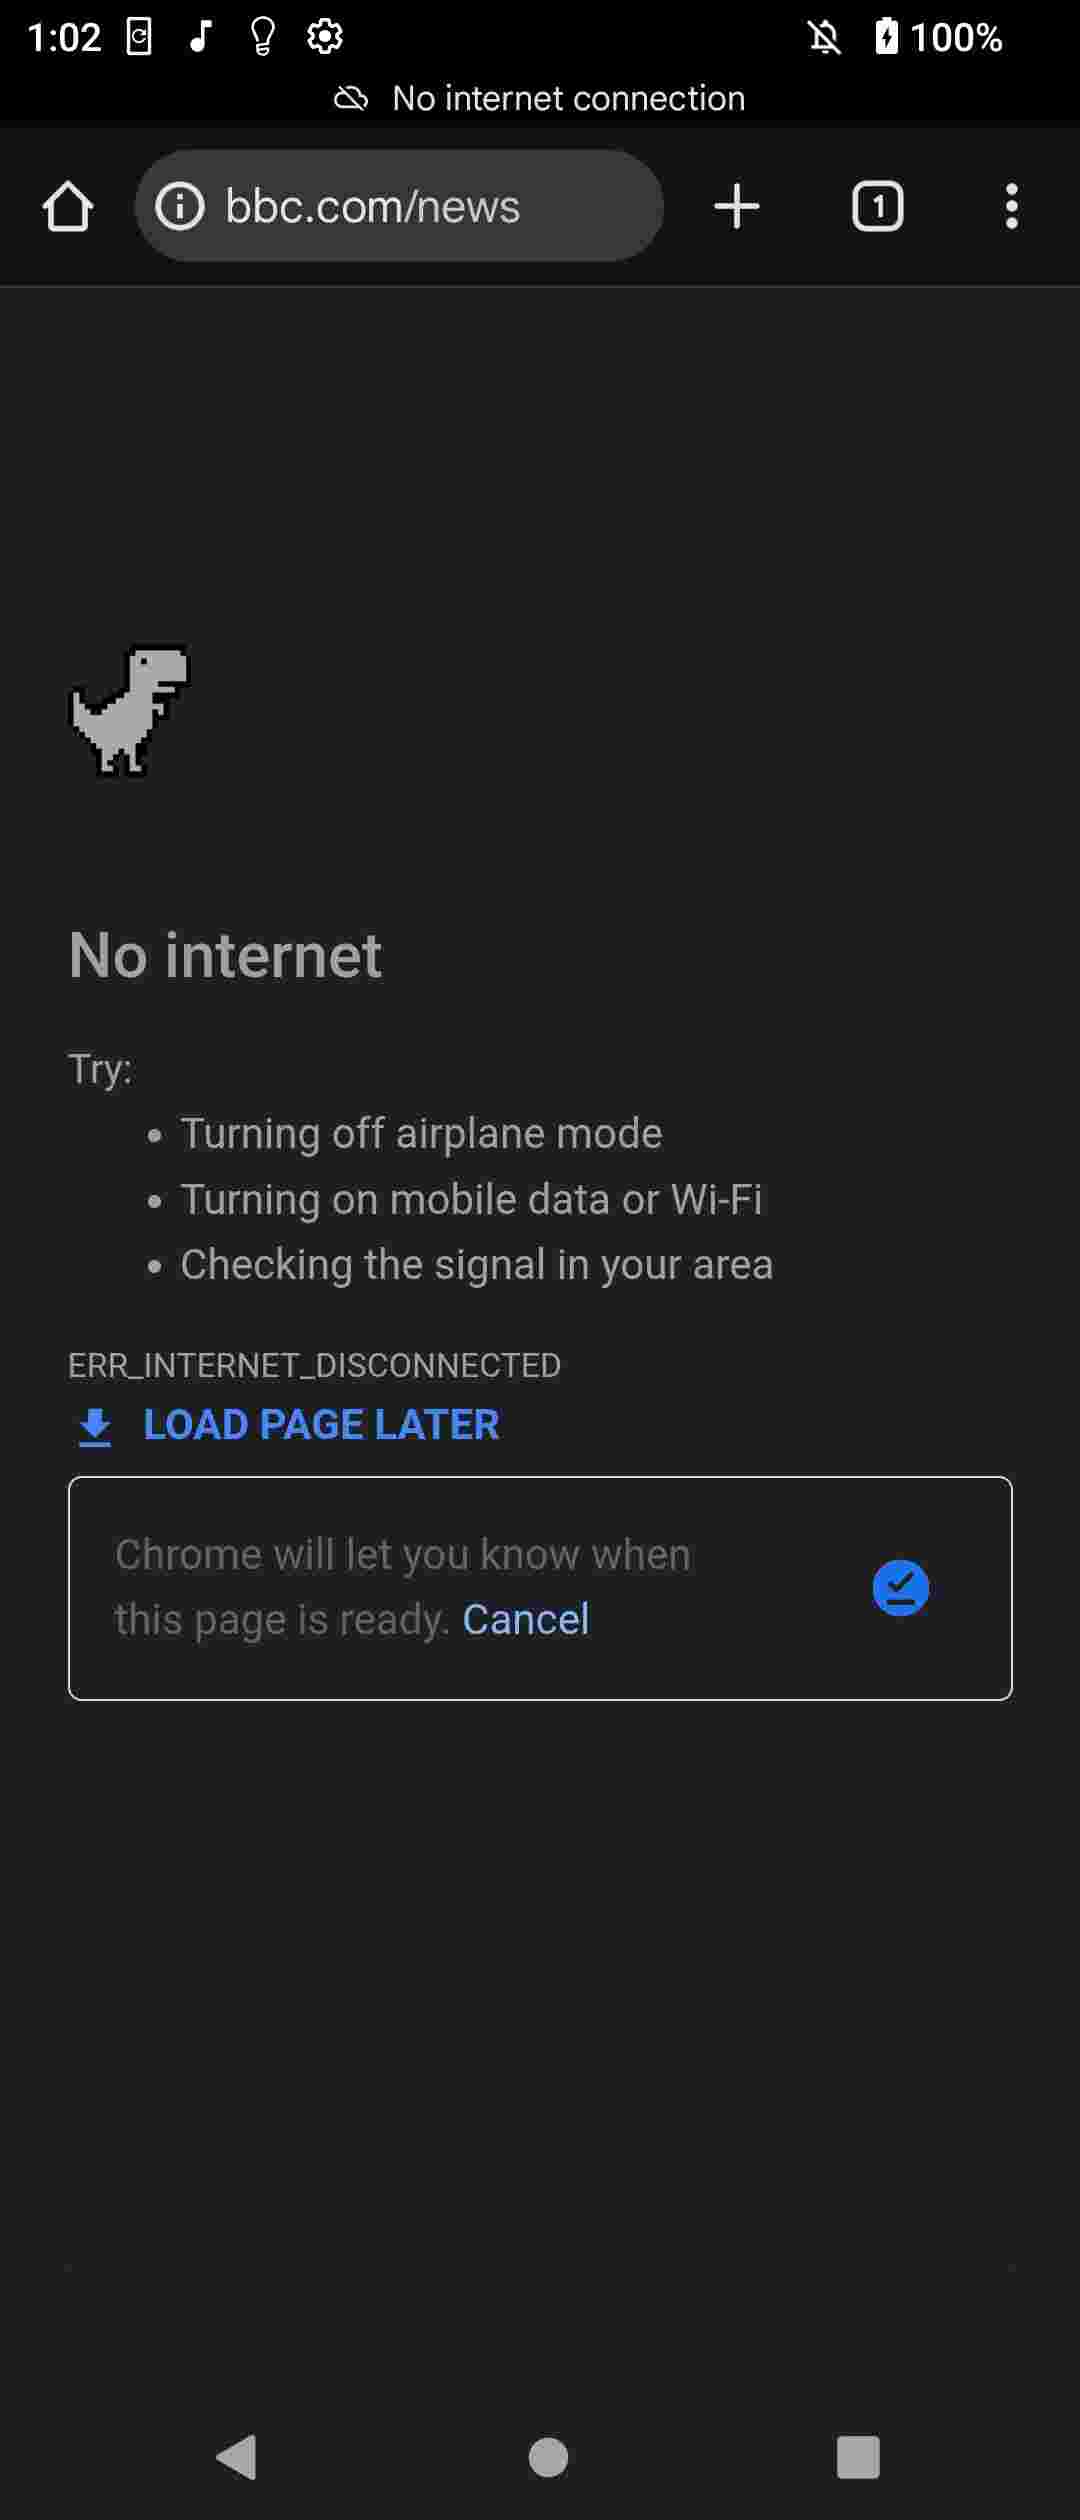 1:02
100%
No internet connection
bbc.com/news
1
No internet
Try:
• Turning off airplane mode
• Turning on mobile data or Wi-Fi
• Checking the signal in your area
ERR_INTERNET_DISCONNECTED
LOAD PAGE LATER
Chrome will let you know when
this page is ready. Cancel